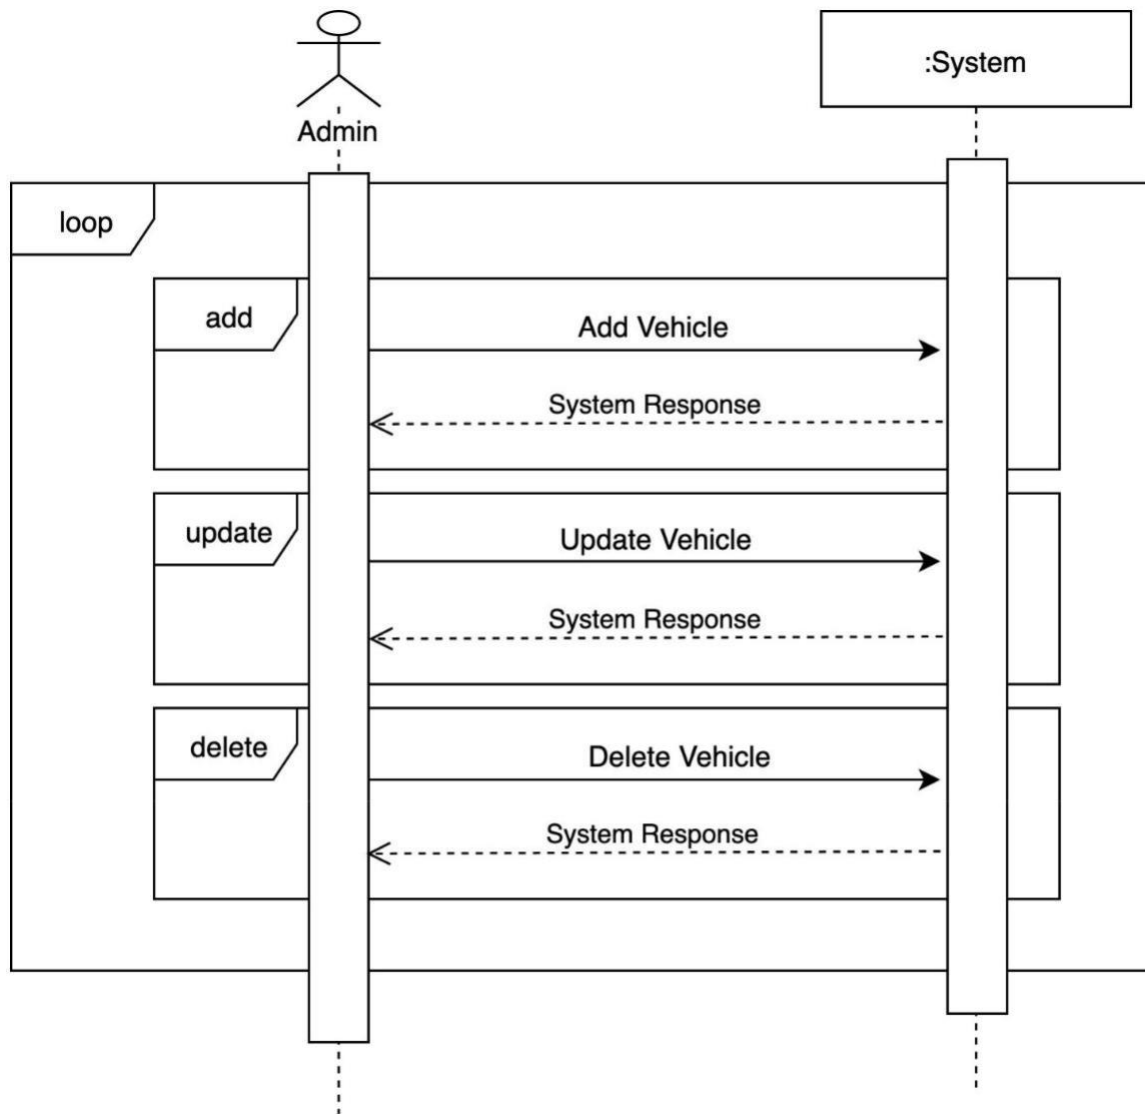 :System
Admin
loop
add
Add Vehicle
System Response
update
Update Vehicle
System Response
delete
Delete Vehicle
System Response